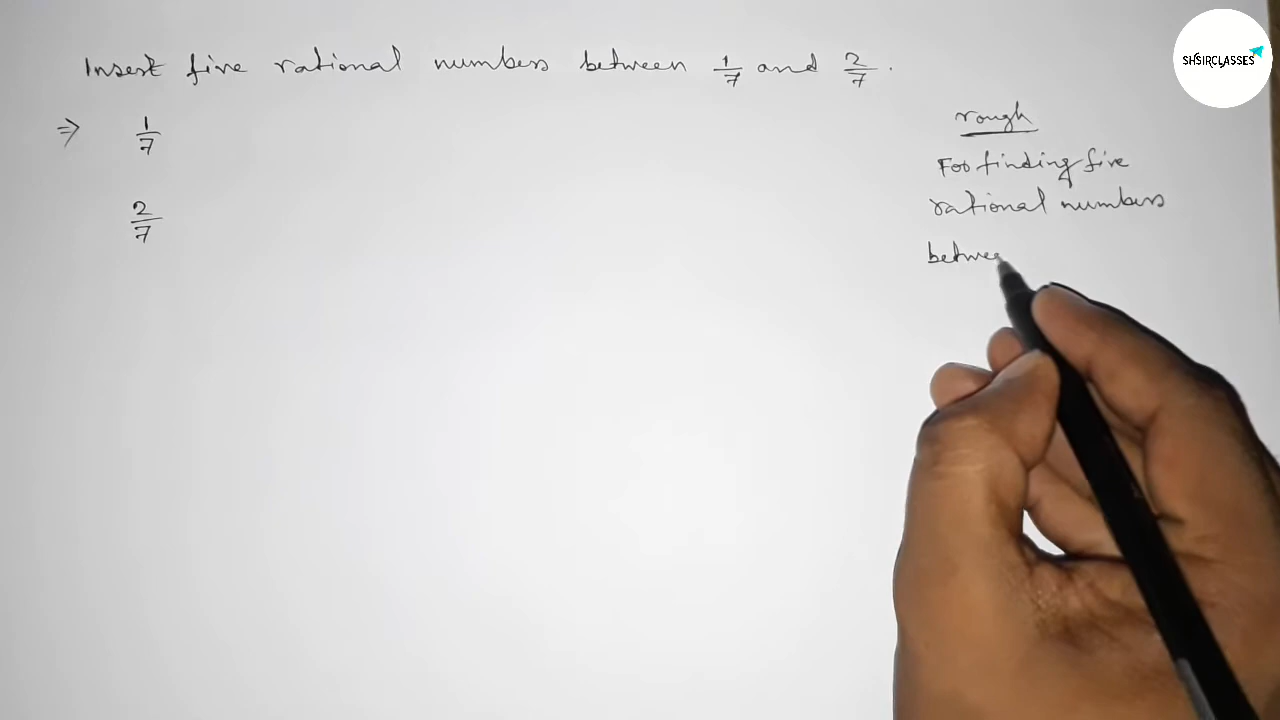 Insert five rational numbers between 1/7 and 2/7.
⇒ 1/7
2/7
rough
For finding five
rational numbers
betwee
SHSIRCLASSES